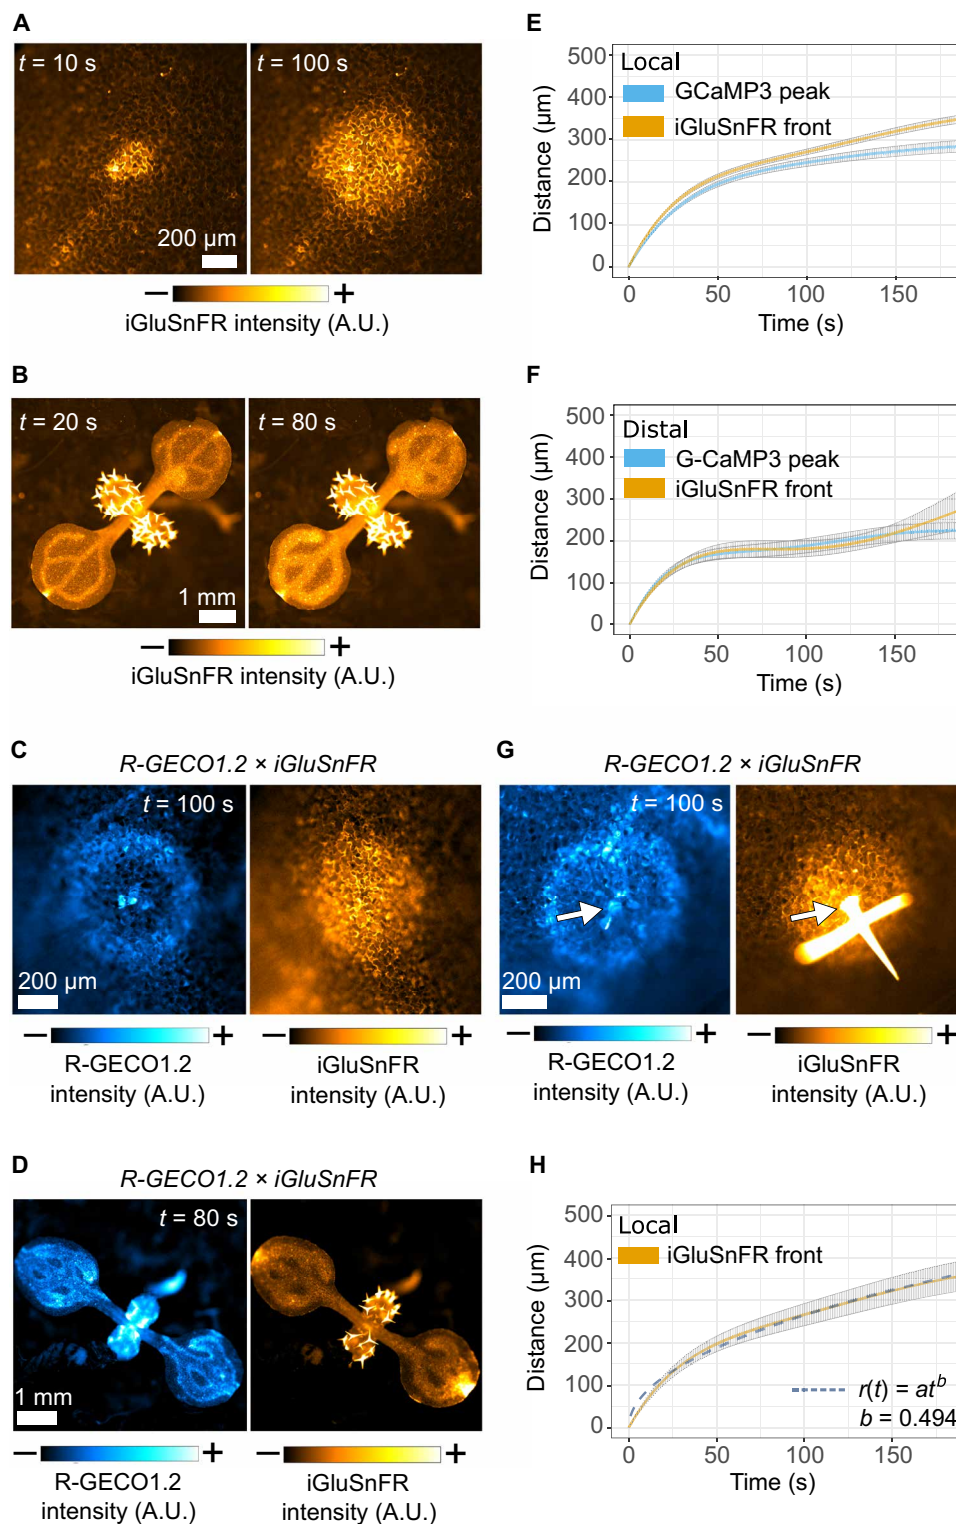 A
t = 10 s
t = 100 s
200 µm
− +
iGluSnFR intensity (A.U.)
B
t = 20 s
t = 80 s
1 mm
− +
iGluSnFR intensity (A.U.)
C
R-GECO1.2 × iGluSnFR
t = 100 s
200 µm
− +
R-GECO1.2
intensity (A.U.)
− +
iGluSnFR
intensity (A.U.)
D
R-GECO1.2 × iGluSnFR
t = 80 s
1 mm
− +
R-GECO1.2
intensity (A.U.)
− +
iGluSnFR
intensity (A.U.)
E
Local
GCaMP3 peak
iGluSnFR front
Distance (µm)
500
400
300
200
100
0
0 50 100 150
Time (s)
F
Distal
G-CaMP3 peak
iGluSnFR front
Distance (µm)
500
400
300
200
100
0
0 50 100 150
Time (s)
G
R-GECO1.2 × iGluSnFR
t = 100 s
200 µm
− +
R-GECO1.2
intensity (A.U.)
− +
iGluSnFR
intensity (A.U.)
H
Local
iGluSnFR front
Distance (µm)
500
400
300
200
100
0
r(t) = at^b
b = 0.494
0 50 100 150
Time (s)